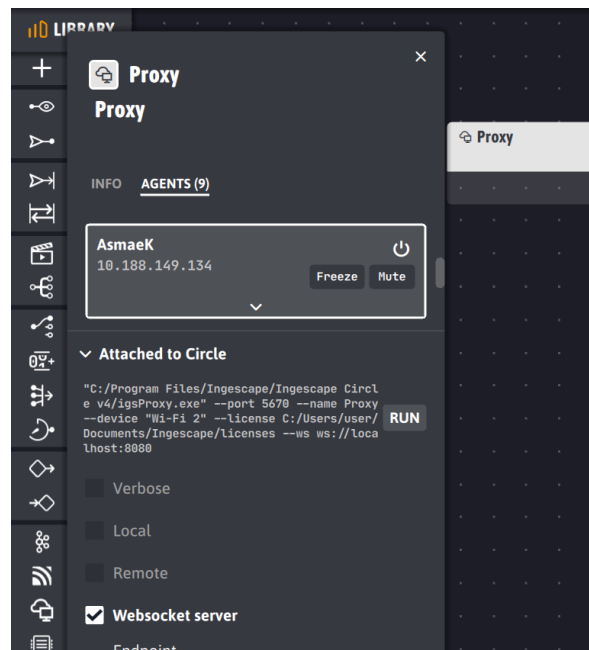 LIBRARY
Proxy
Proxy
Proxy
INFO AGENTS (9)
AsmaeK
10.188.149.134
Freeze Mute
Attached to Circle
"C:/Program Files/Ingescape/Ingescape Circl
e v4/igsProxy.exe" --port 5670 --name Proxy
--device "Wi-Fi 2" --license C:/Users/user/
Documents/Ingescape/licenses --ws ws://loca
lhost:8080
RUN
Verbose
Local
Remote
Websocket server
Endpoint